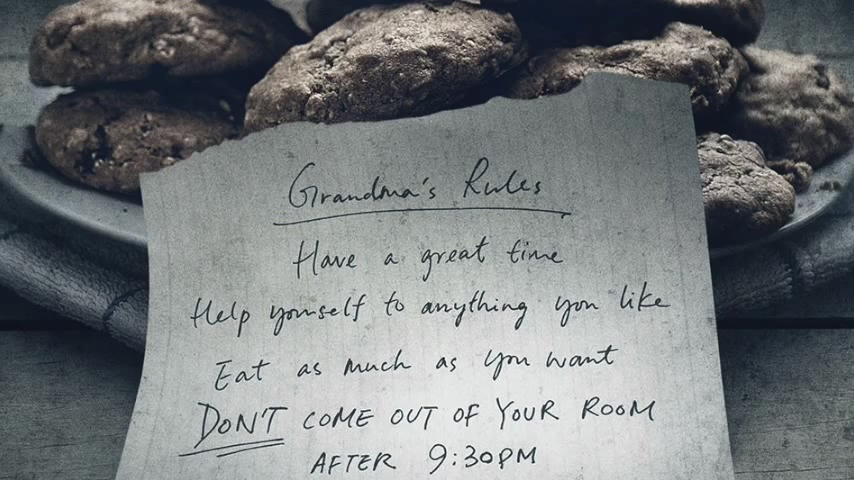 Grandma's Rules
Have a great time
Help yourself to anything you like
Eat as much as you want
DON'T COME OUT OF YOUR ROOM
AFTER 9:30PM